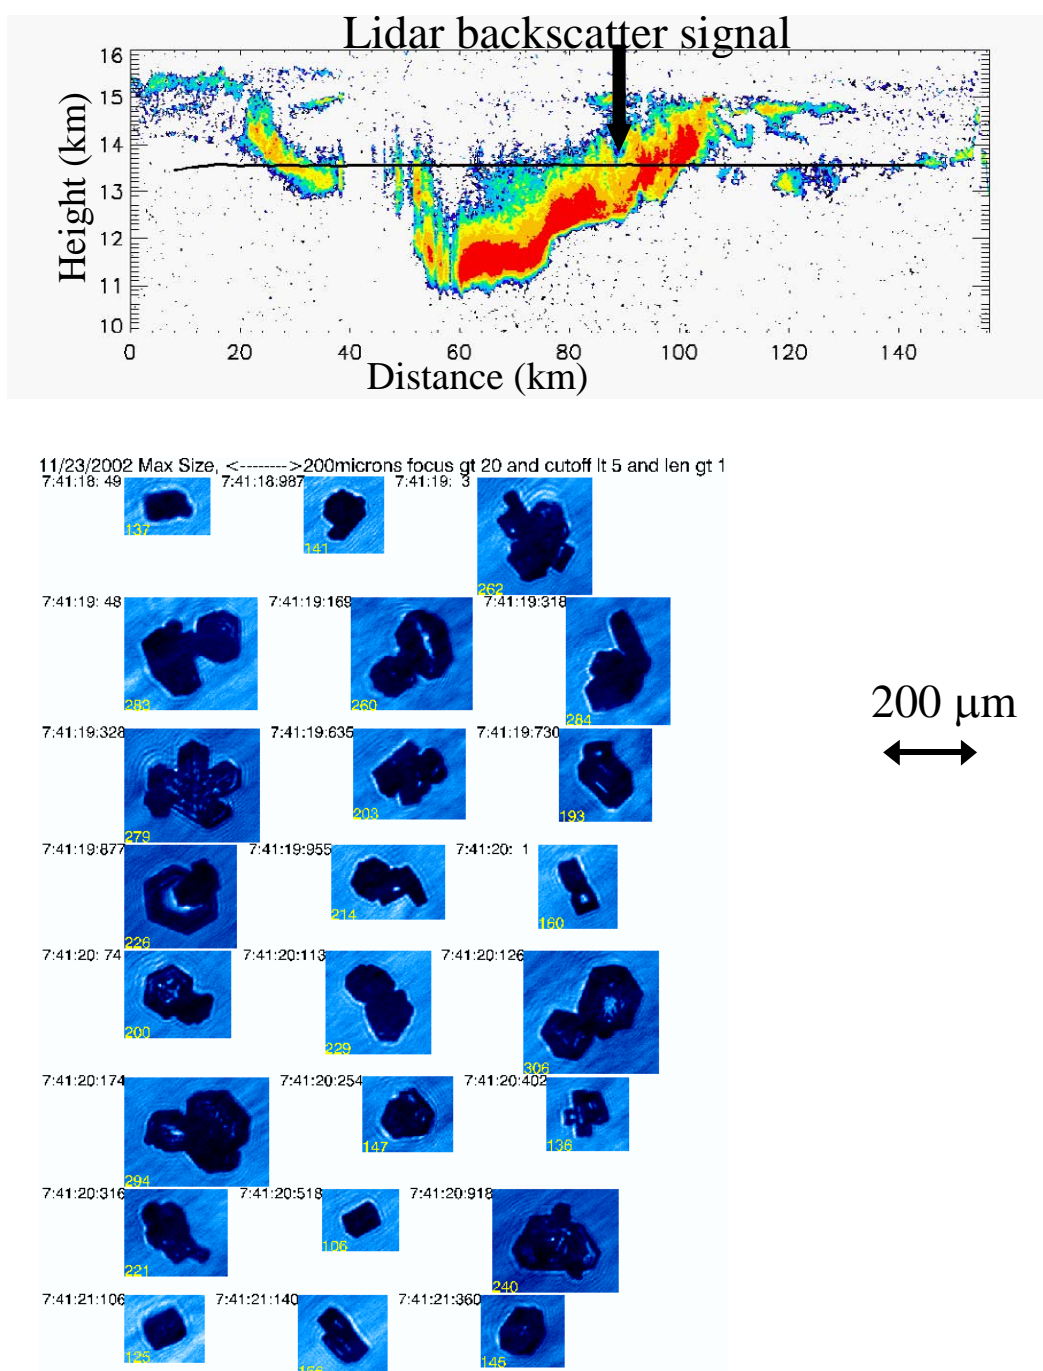 Lidar backscatter signal
16
15
14
13
12
11
10
Height (km)
0 20 40 60 80 100 120 140
Distance (km)
11/23/2002 Max Size, <-------->200microns focus gt 20 and cutoff lt 5 and len gt 1
7:41:18: 49 7:41:18:987 7:41:19: 3
137 141 262
7:41:19: 48 7:41:19:169 7:41:19:318
283 260 284
200 μm
7:41:19:328 7:41:19:635 7:41:19:730
279 203 193
7:41:19:877 7:41:19:955 7:41:20: 1
226 214 160
7:41:20: 74 7:41:20:113 7:41:20:126
200 229 306
7:41:20:174 7:41:20:254 7:41:20:402
294 147 136
7:41:20:316 7:41:20:518 7:41:20:918
221 106 240
7:41:21:106 7:41:21:140 7:41:21:360
125 145